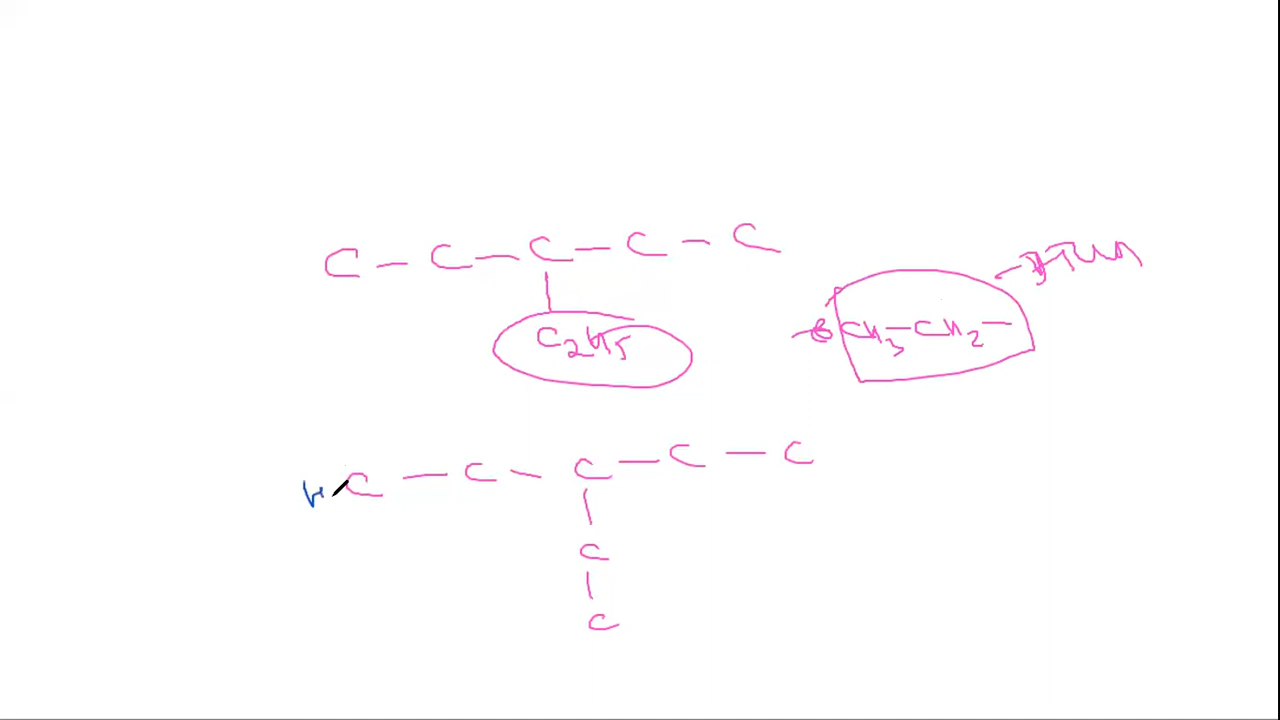 C - C - C - C - C
C2H5
CH3-CH2-
H C - C - C - C - C
C
C